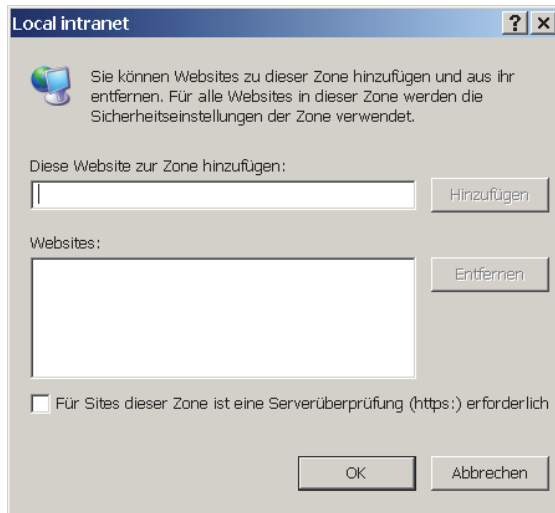 Local intranet
Sie können Websites zu dieser Zone hinzufügen und aus ihr
entfernen. Für alle Websites in dieser Zone werden die
Sicherheitseinstellungen der Zone verwendet.
Diese Website zur Zone hinzufügen:
Hinzufügen
Websites:
Entfernen
Für Sites dieser Zone ist eine Serverüberprüfung (https:) erforderlich
OK
Abbrechen